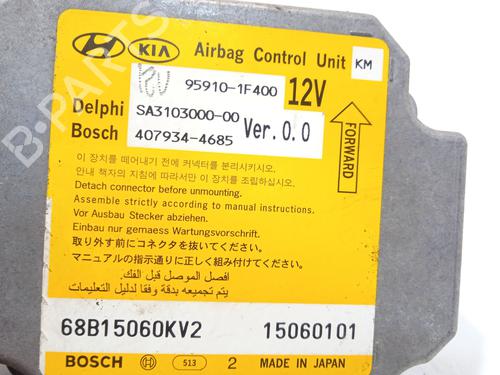 HYUNDAI KIA Airbag Control Unit KM
95910-1F400 12V
Delphi SA3103000-00
Bosch 407934-4685 Ver.0.0
FORWARD
이 장치를 떼어내기 전에 커넥터를 분리시키시오.
안내 책자의 지침에 따라서만 이 장치를 조립하시오.
Detach connector before unmounting.
Assemble strictly according to manual instructions.
Vor Ausbau Stecker abziehen.
Einbau nur gemaess Wartungsvorschrift.
取り外す前にコネクタを抜いてください。
マニュアルの指示通りに正しく組み付けてください。
افصل الموصل قبل الفك.
يتم تجميعه بدقة وفقا لدليل التعليمات
68B15060KV2 15060101
BOSCH 513 2 MADE IN JAPAN
B-PARTS